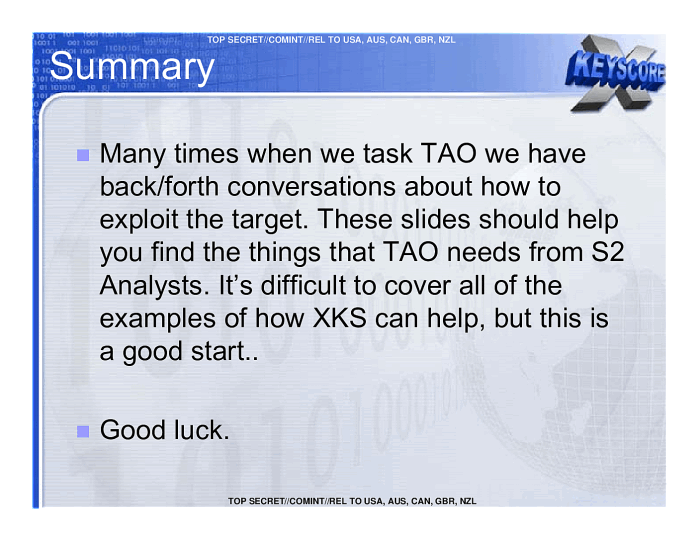 TOP SECRET//COMINT//REL TO USA, AUS, CAN, GBR, NZL
Summary
X
KEYSCORE
Many times when we task TAO we have
back/forth conversations about how to
exploit the target. These slides should help
you find the things that TAO needs from S2
Analysts. It’s difficult to cover all of the
examples of how XKS can help, but this is
a good start..
Good luck.
TOP SECRET//COMINT//REL TO USA, AUS, CAN, GBR, NZL